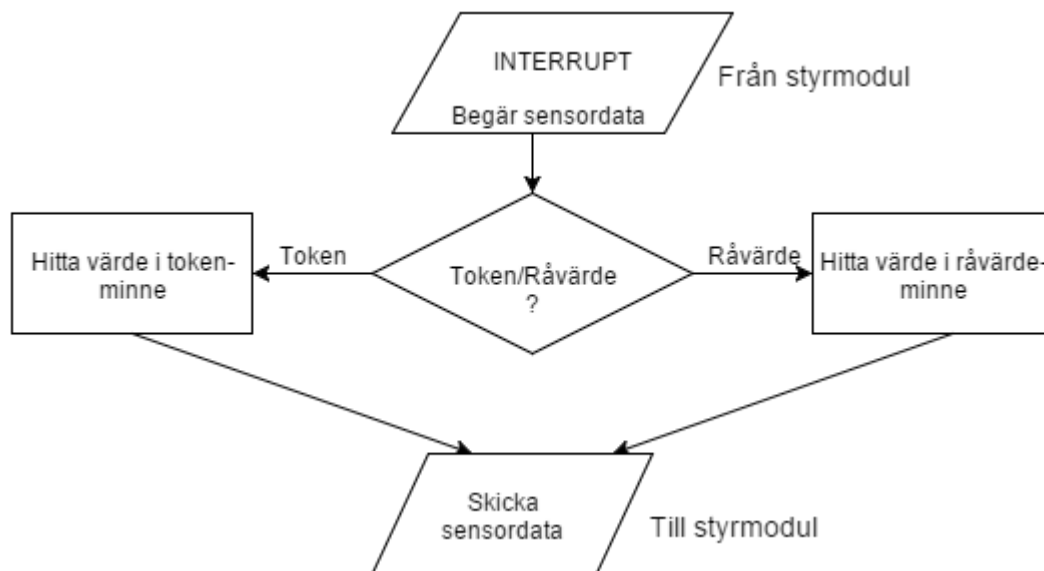 INTERRUPT
Begär sensordata
Från styrmodul
Token
Råvärde
Hitta värde i token-
minne
Token/Råvärde
?
Hitta värde i råvärde-
minne
Skicka
sensordata
Till styrmodul